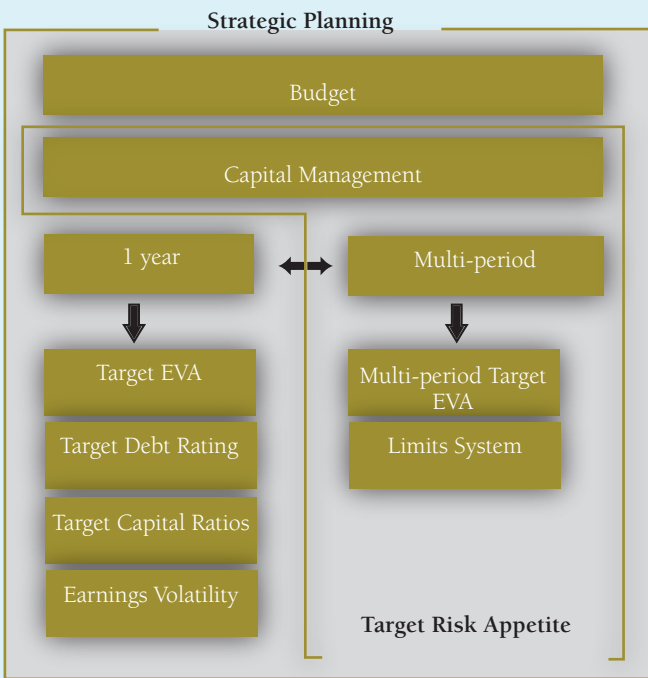 Strategic Planning
Budget
Capital Management
1 year
Multi-period
Target EVA
Multi-period Target
EVA
Target Debt Rating
Limits System
Target Capital Ratios
Earnings Volatility
Target Risk Appetite